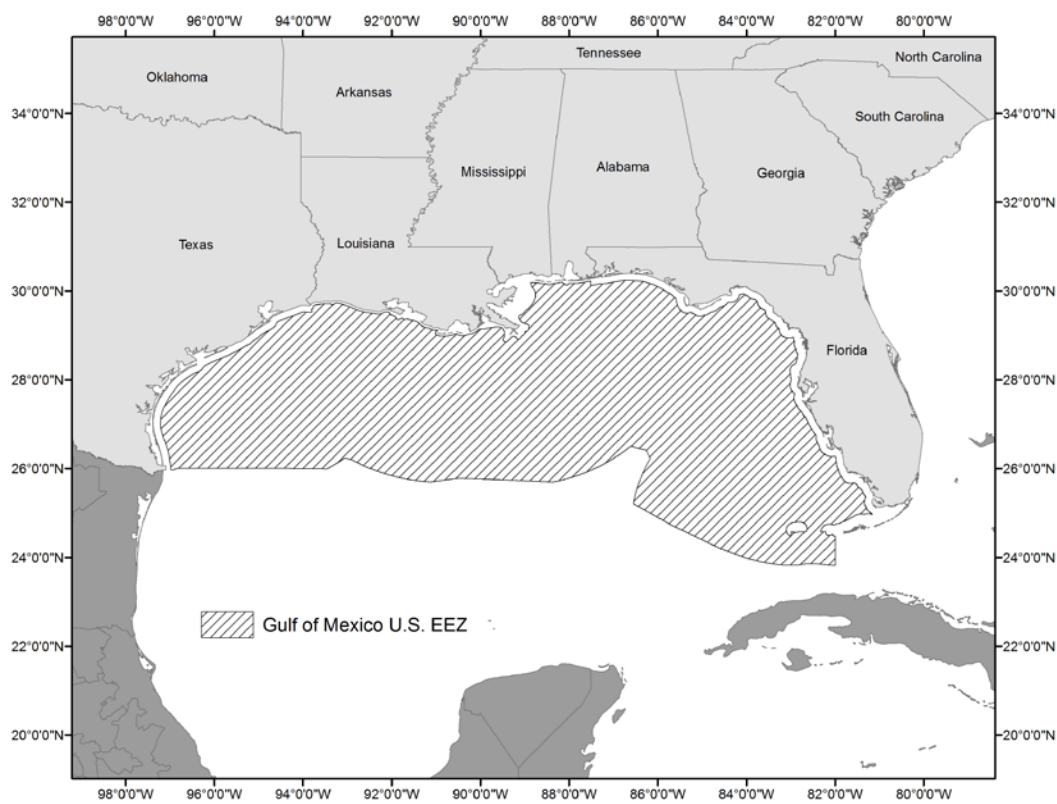 98°0'0"W 96°0'0"W 94°0'0"W 92°0'0"W 90°0'0"W 88°0'0"W 86°0'0"W 84°0'0"W 82°0'0"W 80°0'0"W
Tennessee
North Carolina
Oklahoma
Arkansas
34°0'0"N 34°0'0"N
South Carolina
Mississippi
Alabama
Georgia
32°0'0"N 32°0'0"N
Texas
Louisiana
30°0'0"N 30°0'0"N
Florida
28°0'0"N 28°0'0"N
26°0'0"N 26°0'0"N
24°0'0"N 24°0'0"N
Gulf of Mexico U.S. EEZ
22°0'0"N 22°0'0"N
20°0'0"N 20°0'0"N
98°0'0"W 96°0'0"W 94°0'0"W 92°0'0"W 90°0'0"W 88°0'0"W 86°0'0"W 84°0'0"W 82°0'0"W 80°0'0"W